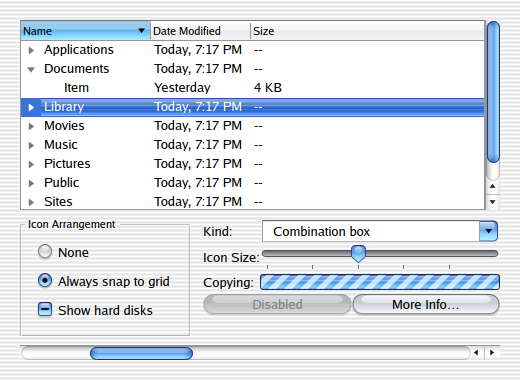 Name Date Modified Size
Applications Today, 7:17 PM --
Documents Today, 7:17 PM --
Item Yesterday 4 KB
Library Today, 7:17 PM --
Movies Today, 7:17 PM --
Music Today, 7:17 PM --
Pictures Today, 7:17 PM --
Public Today, 7:17 PM --
Sites Today, 7:17 PM --
Icon Arrangement
None
Always snap to grid
Show hard disks
Kind: Combination box
Icon Size:
Copying:
Disabled More Info...